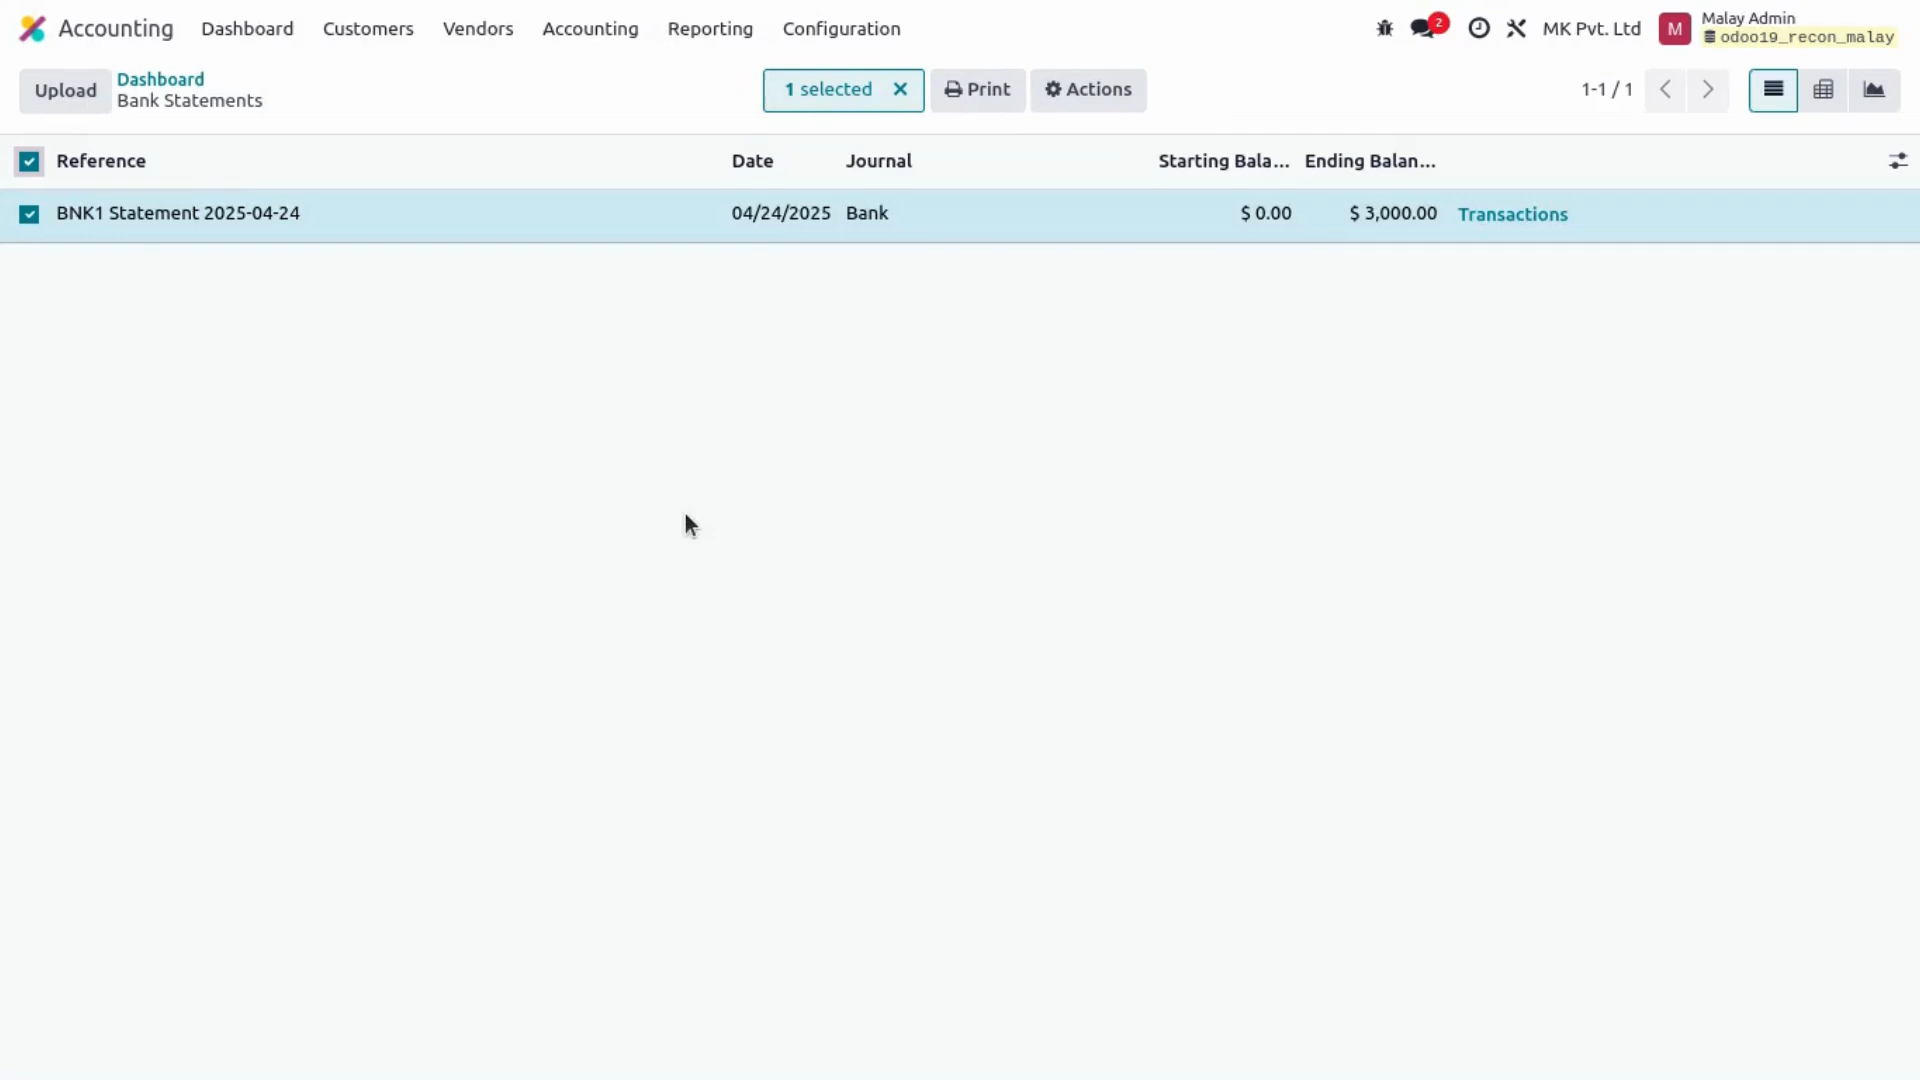 Accounting Dashboard Customers Vendors Accounting Reporting Configuration 2 MK Pvt. Ltd M Malay Admin
odoo19_recon_malay
Upload Dashboard 1 selected Print Actions 1-1 / 1
Bank Statements
Reference Date Journal Starting Bala... Ending Balan...
BNK1 Statement 2025-04-24 04/24/2025 Bank $ 0.00 $ 3,000.00 Transactions